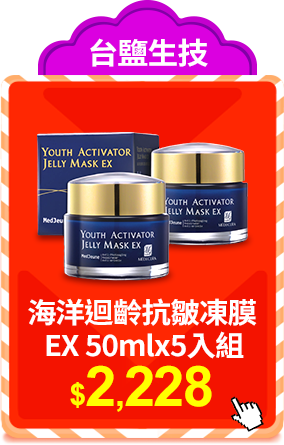 台鹽生技
YOUTH ACTIVATOR
JELLY MASK EX
MedJeune
YOUTH ACTIVATOR
JELLY MASK EX
YOUTH ACTIVATOR
JELLY MASK EX
MedJeune
海洋迴齡抗皺凍膜
EX 50mlx5入組
$2,228